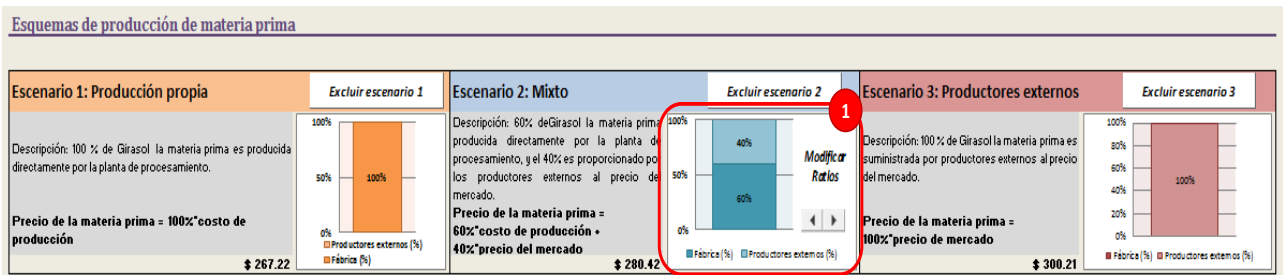 Esquemas de producción de materia prima
Escenario 1: Producción propia
Excluir escenario 1
Descripción: 100 % de Girasol la materia prima es producida
directamente por la planta de procesamiento.
Precio de la materia prima = 100%*costo de
producción
$ 267.22
100%
50%
0%
100%
Productores externos (%)
Fábrica (%)
Escenario 2: Mixto
Excluir escenario 2
Descripción: 60% deGirasol la materia prima
producida directamente por la planta de
procesamiento, y el 40% es proporcionado por
los productores externos al precio del
mercado.
Precio de la materia prima =
60%*costo de producción +
40%*precio del mercado
$ 280.42
1
100%
50%
0%
40%
60%
Modificar
Ratios
Fábrica (%) Productores externos (%)
Escenario 3: Productores externos
Excluir escenario 3
Descripción: 100 % de Girasol la materia prima es
suministrada por productores externos al precio
del mercado.
Precio de la materia prima =
100%*precio de mercado
$ 300.21
100%
80%
60%
40%
20%
0%
100%
Fábrica (%) Productores externos (%)